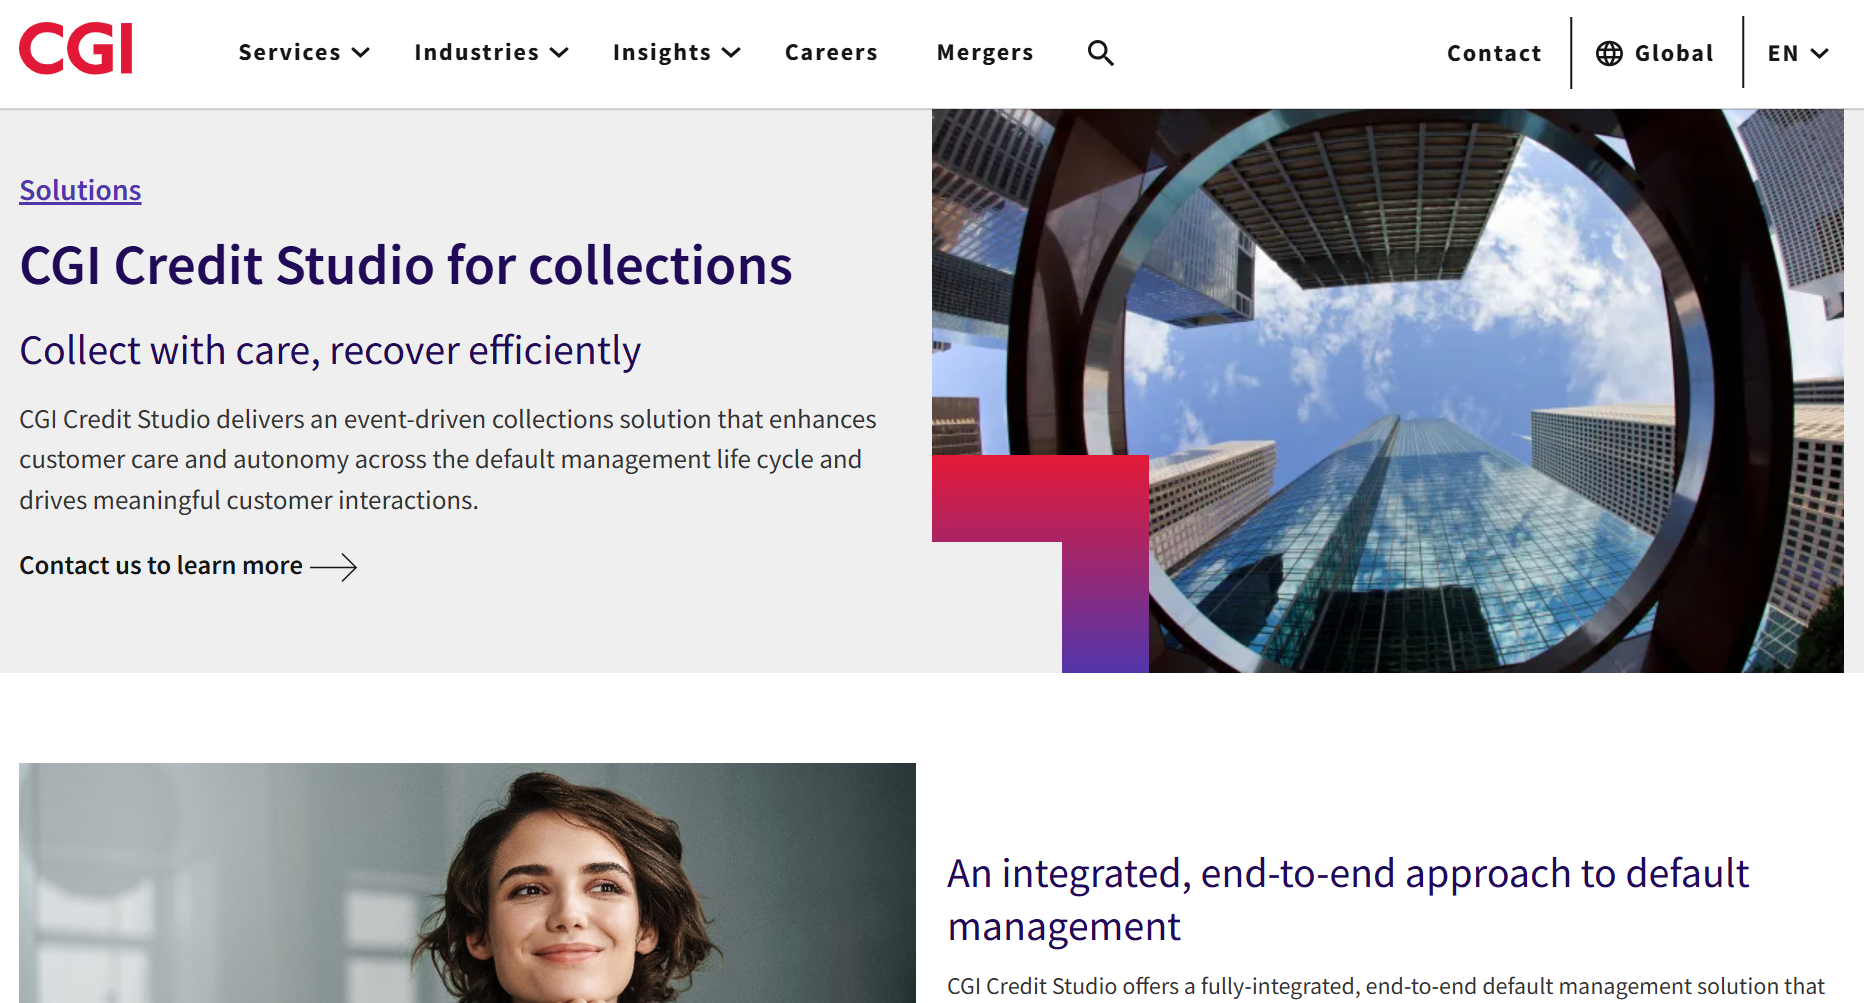 CGI
Services
Industries
Insights
Careers
Mergers
Contact
Global
EN
Solutions
CGI Credit Studio for collections
Collect with care, recover efficiently
CGI Credit Studio delivers an event-driven collections solution that enhances
customer care and autonomy across the default management life cycle and
drives meaningful customer interactions.
Contact us to learn more
An integrated, end-to-end approach to default
management
CGI Credit Studio offers a fully-integrated, end-to-end default management solution that